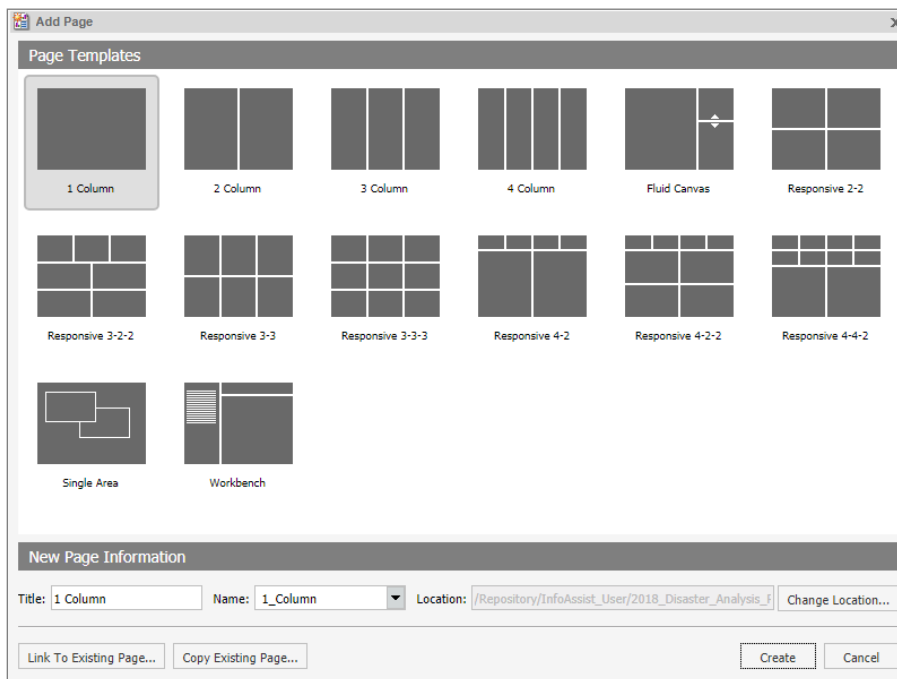 Add Page
Page Templates
1 Column
2 Column
3 Column
4 Column
Fluid Canvas
Responsive 2-2
Responsive 3-2-2
Responsive 3-3
Responsive 3-3-3
Responsive 4-2
Responsive 4-2-2
Responsive 4-4-2
Single Area
Workbench
New Page Information
Title: 1 Column Name: 1_Column Location: /Repository/InfoAssist_User/2018_Disaster_Analysis_F Change Location...
Link To Existing Page... Copy Existing Page... Create Cancel